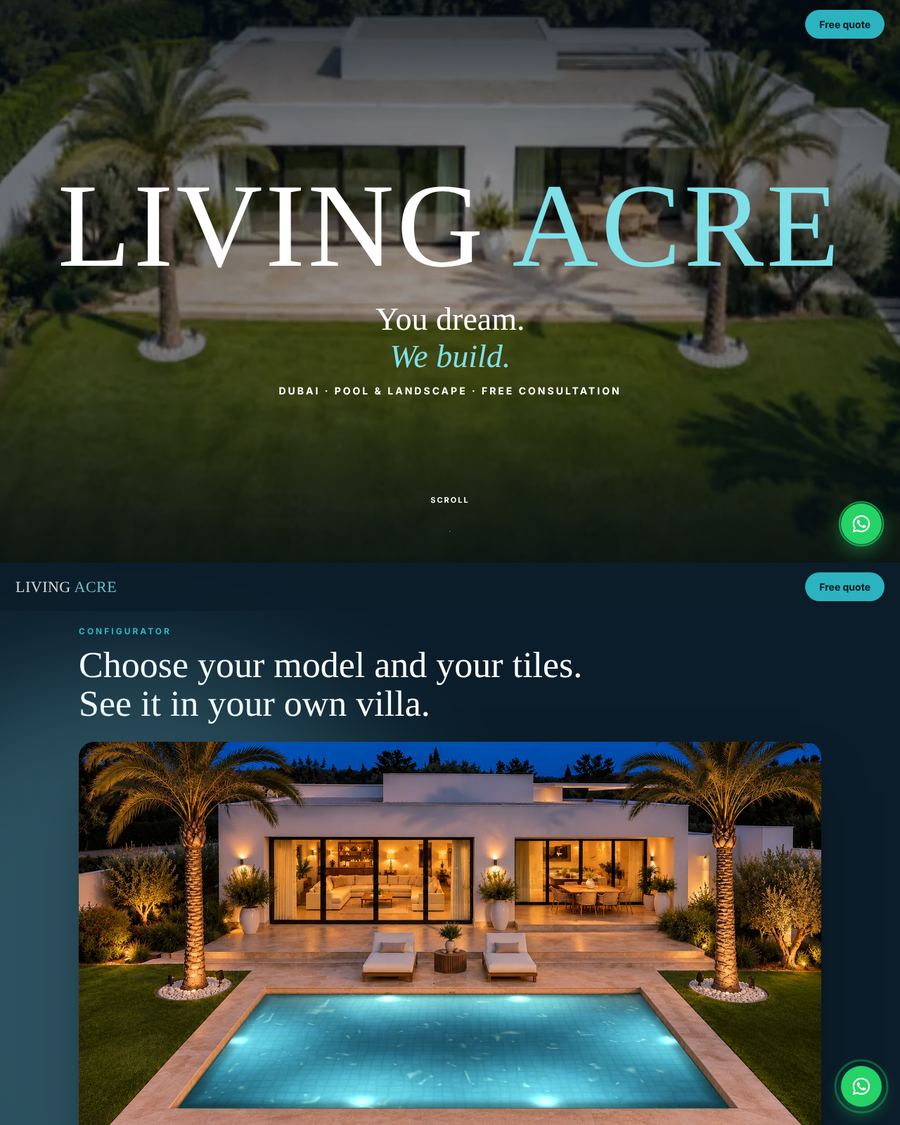 Free quote
LIVING ACRE
You dream.
We build.
DUBAI · POOL & LANDSCAPE · FREE CONSULTATION
SCROLL
LIVING ACRE
Free quote
CONFIGURATOR
Choose your model and your tiles.
See it in your own villa.